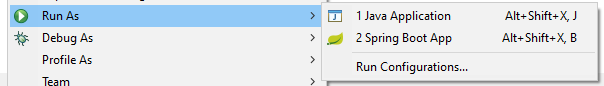 Run As
1 Java Application Alt+Shift+X, J
Debug As
2 Spring Boot App Alt+Shift+X, B
Profile As
Run Configurations...
Team